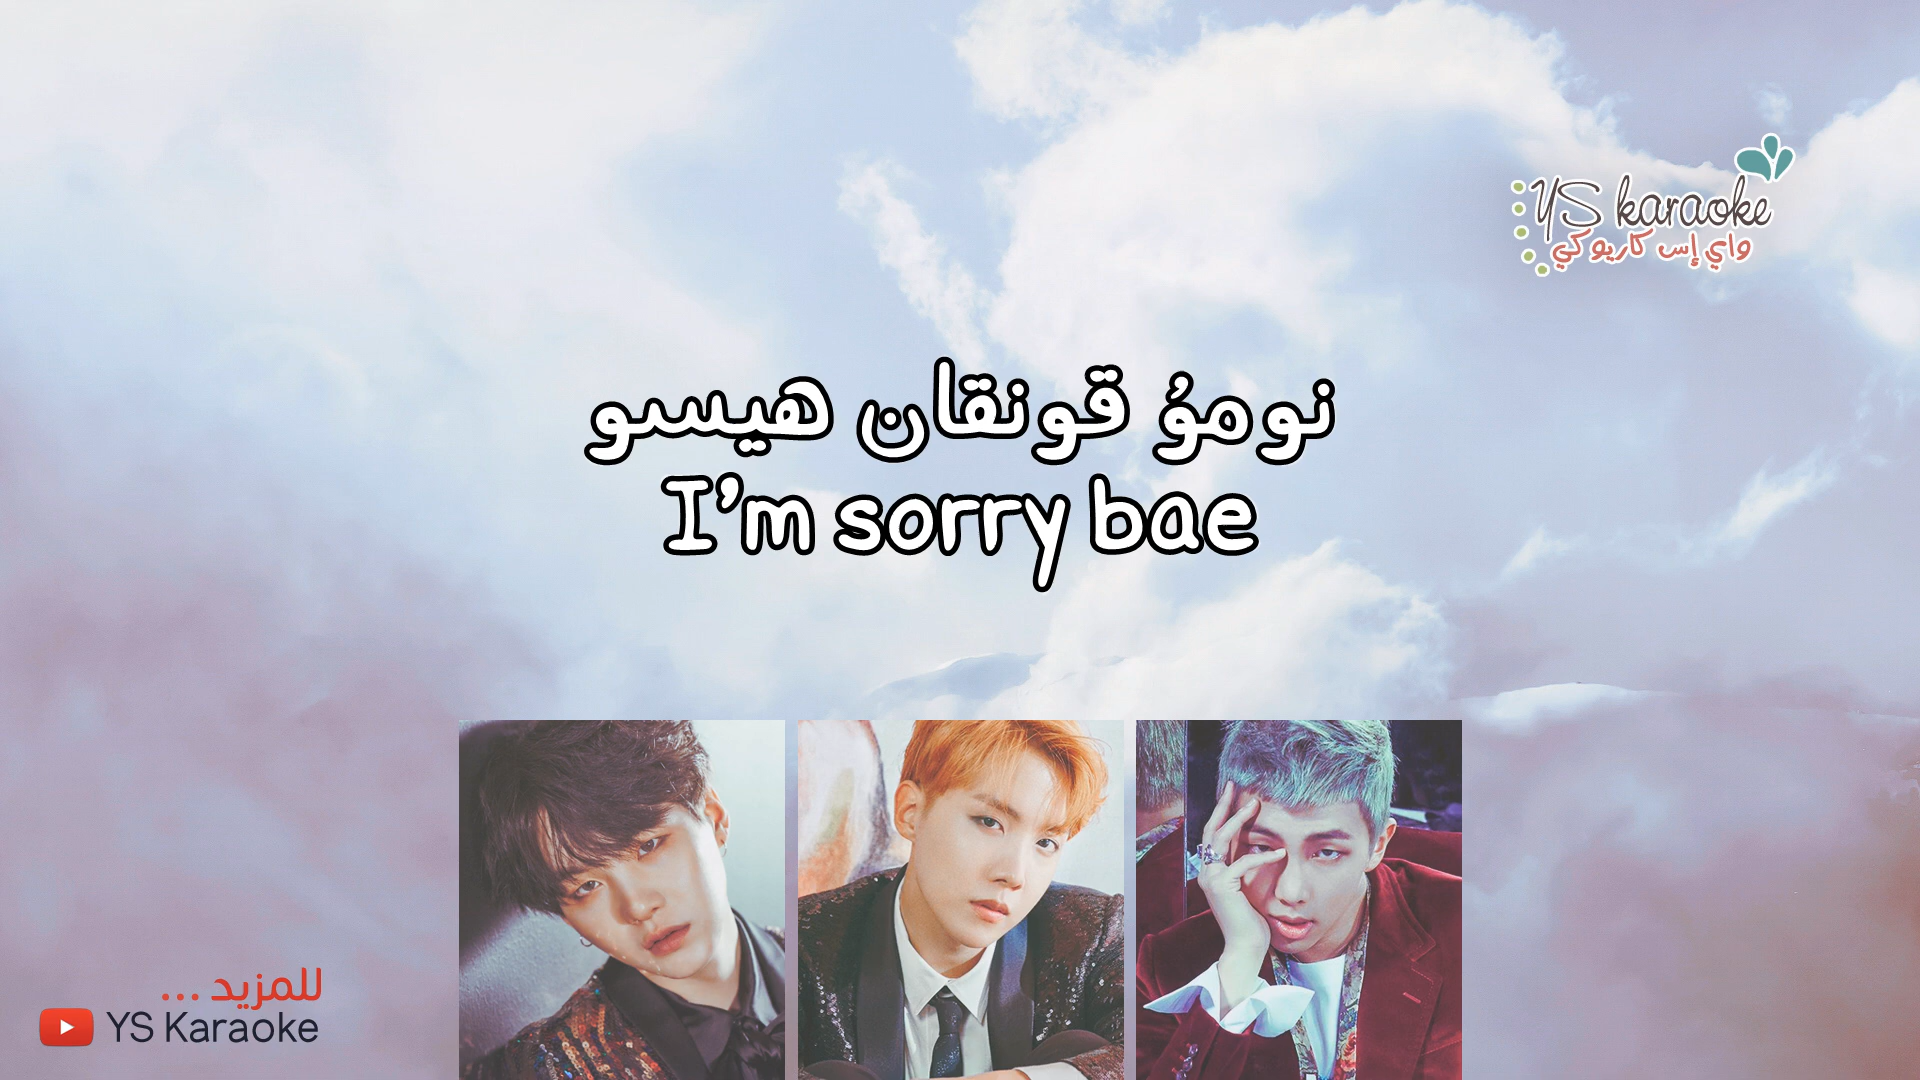 YS karaoke
واي إس كاريوكي
نومؤ قونقان هيسو
I'm sorry bae
للمزيد ...
YS Karaoke